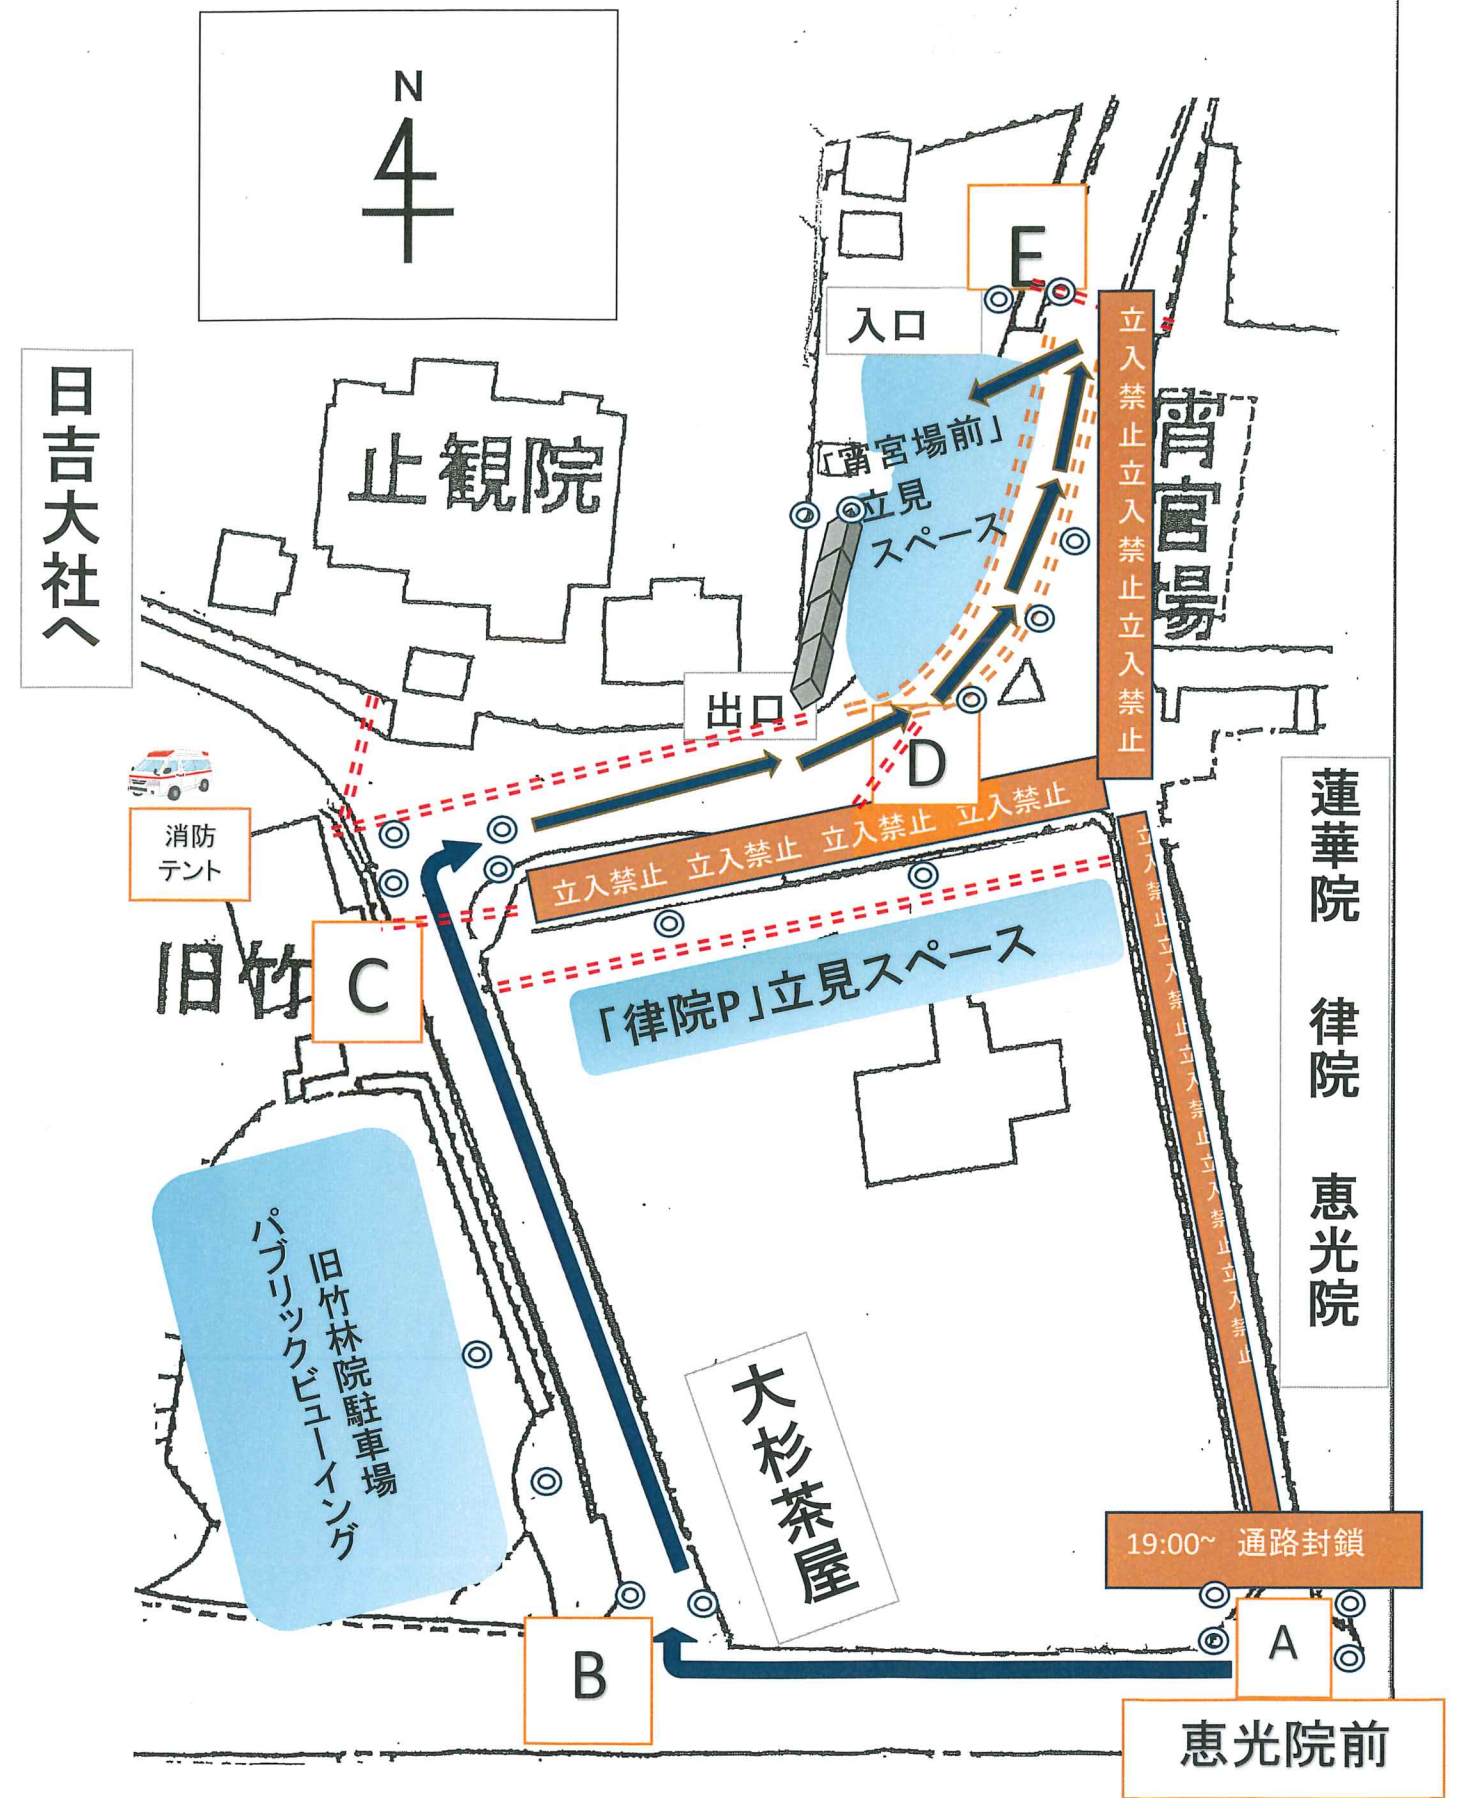 N
E
入口
日吉大社へ
止観院
「宵宮場前」
立見
スペース
立入禁止立入禁止立入禁止
宵宮場
出口
D
消防
テント
立入禁止 立入禁止 立入禁止 立入禁止
旧竹
C
「律院P」立見スペース
立入禁止立入禁止立入禁止立入禁止立入禁止
蓮華院 律院 恵光院
旧竹林院駐車場
パブリックビューイング
大杉茶屋
19:00~ 通路封鎖
B
A
恵光院前